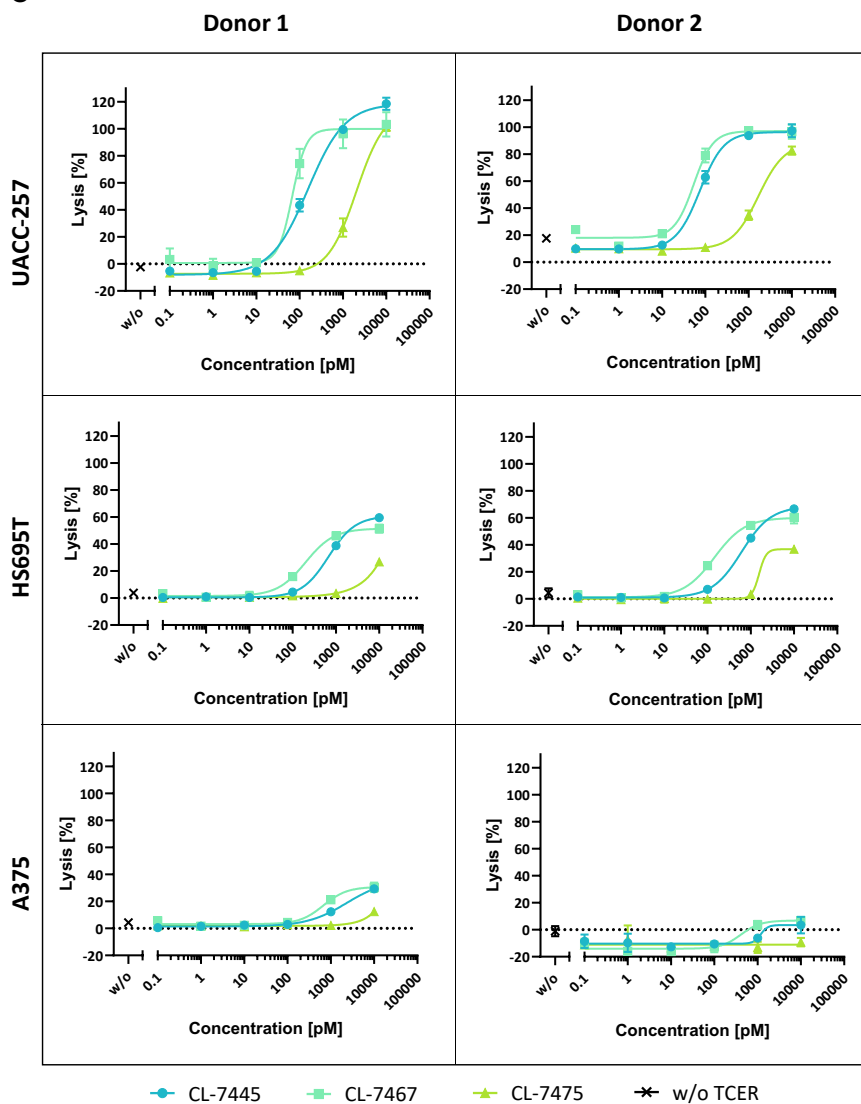 Donor 1 Donor 2
UACC-257
Lysis [%]
120
100
80
60
40
20
0
-20
w/o 0.1 1 10 100 1000 10000 100000
Concentration [pM]
Lysis [%]
120
100
80
60
40
20
0
-20
w/o 0.1 1 10 100 1000 10000 100000
Concentration [pM]
HS695T
Lysis [%]
120
100
80
60
40
20
0
-20
w/o 0.1 1 10 100 1000 10000 100000
Concentration [pM]
Lysis [%]
120
100
80
60
40
20
0
-20
w/o 0.1 1 10 100 1000 10000 100000
Concentration [pM]
A375
Lysis [%]
120
100
80
60
40
20
0
-20
w/o 0.1 1 10 100 1000 10000 100000
Concentration [pM]
Lysis [%]
120
100
80
60
40
20
0
-20
w/o 0.1 1 10 100 1000 10000 100000
Concentration [pM]
CL-7445 CL-7467 CL-7475 w/o TCER